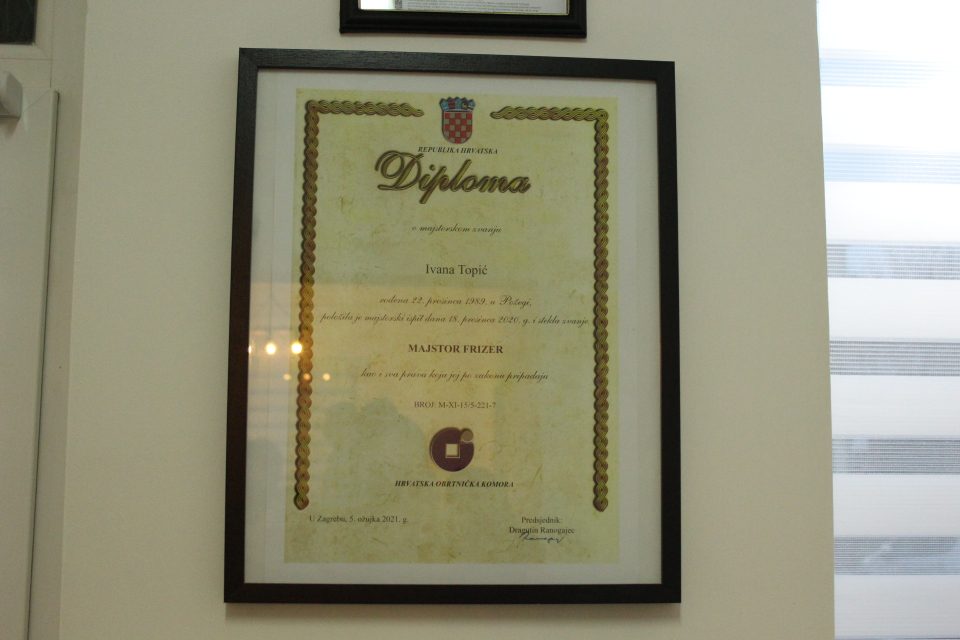 REPUBLIKA HRVATSKA
Diploma
o majstorskom zvanju
Ivana Topić
rođena 22. prosinca 1989. u Požegi,
položila je majstorski ispit dana 18. prosinca 2020. g. i stekla zvanje
MAJSTOR FRIZER
kao i sva prava koja joj po zakonu pripadaju
BROJ: M-XI-15/5-221-7
HRVATSKA OBRTNIČKA KOMORA
U Zagrebu, 5. ožujka 2021. g.
Predsjednik:
Dragutin Ranogajec